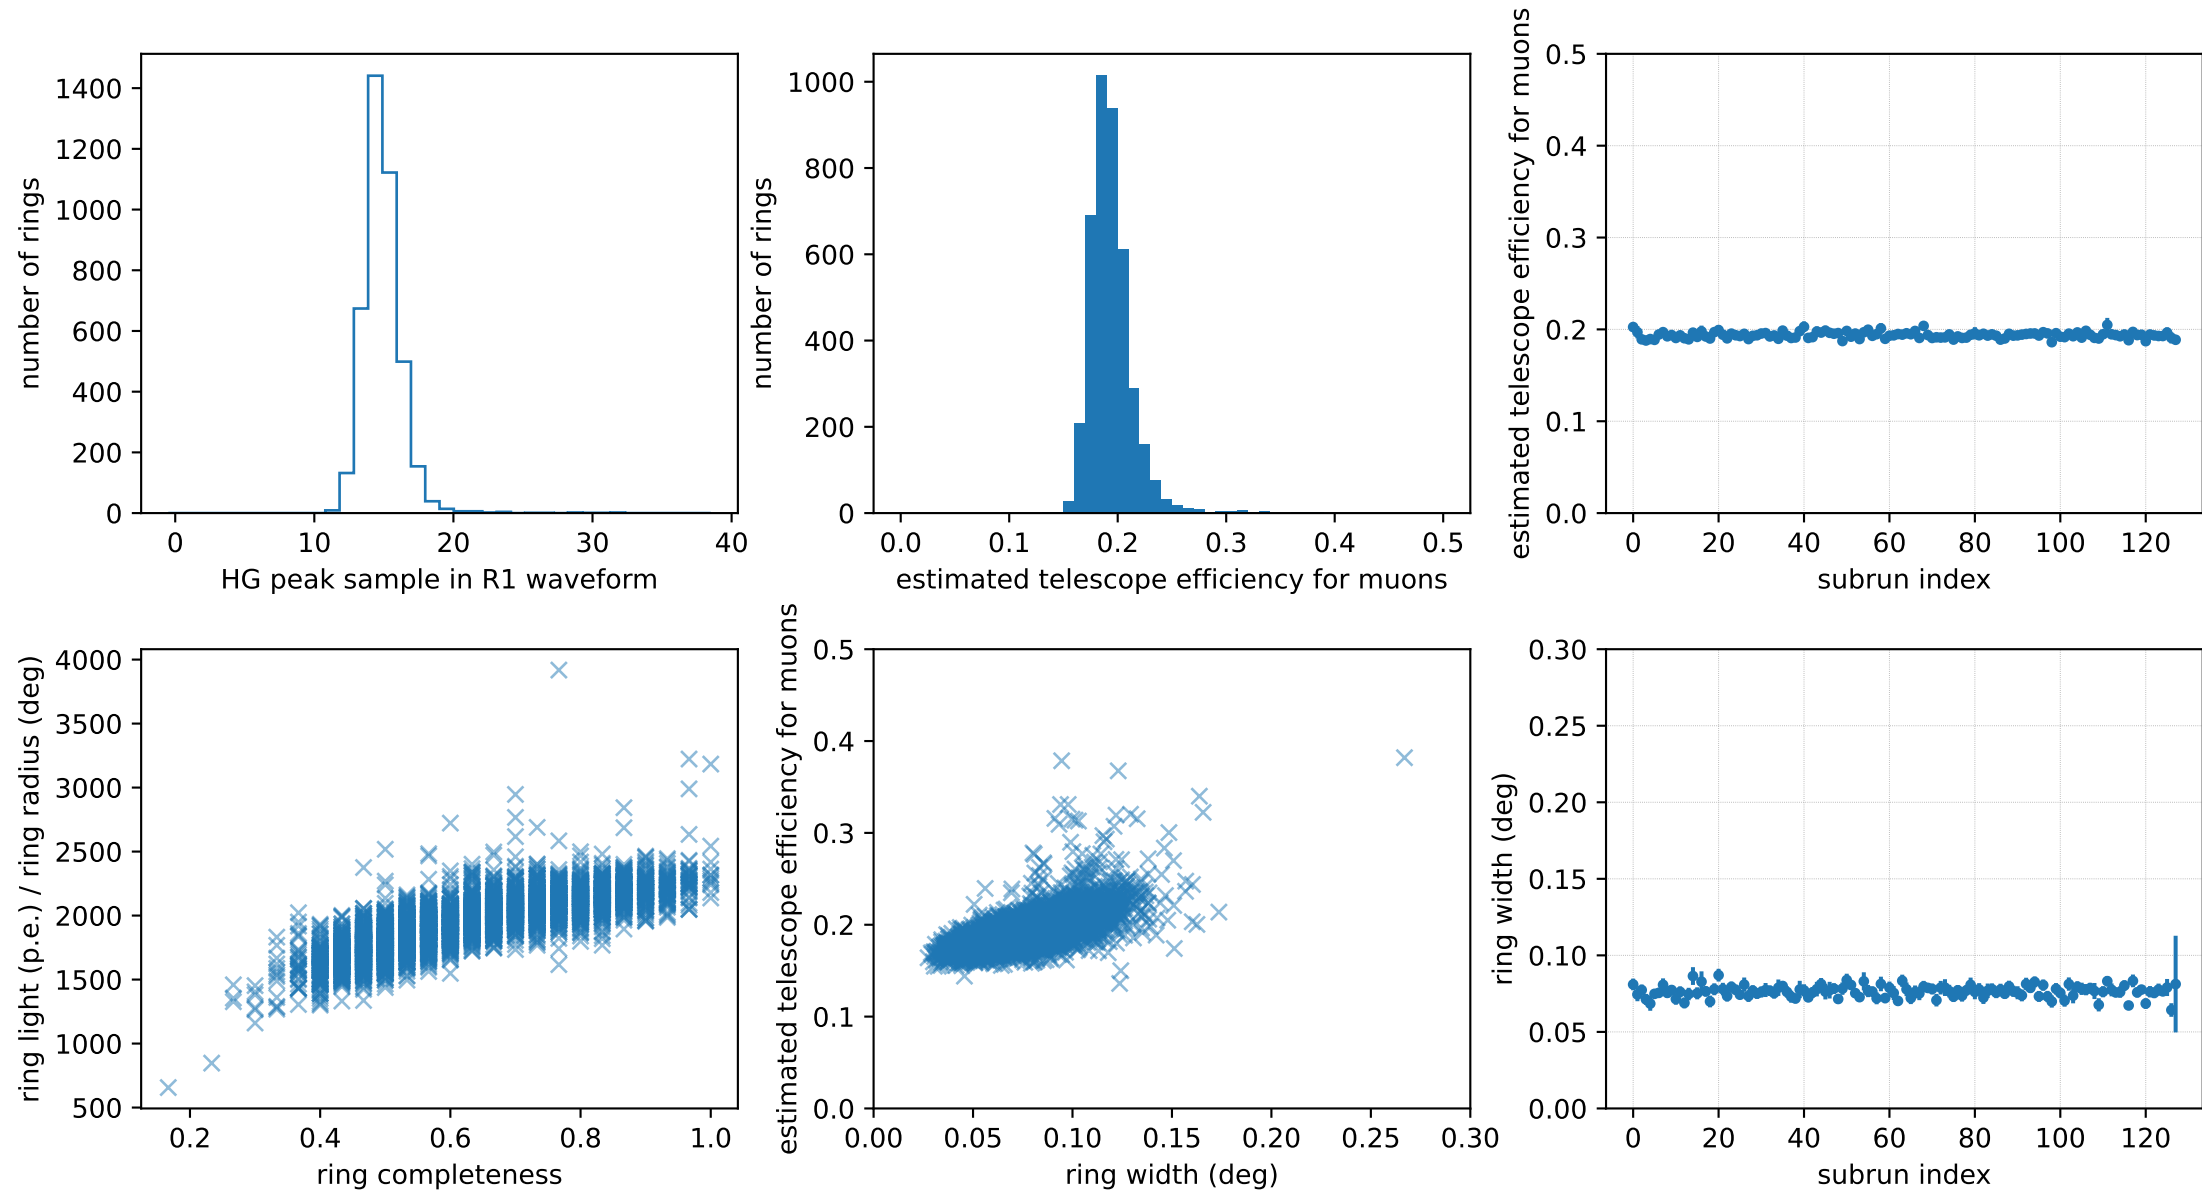 1400
1200
1000
800
600
400
200
0
number of rings
0 10 20 30 40
HG peak sample in R1 waveform
1000
800
600
400
200
0
number of rings
0.0 0.1 0.2 0.3 0.4 0.5
estimated telescope efficiency for muons
0.5
0.4
0.3
0.2
0.1
0.0
estimated telescope efficiency for muons
0 20 40 60 80 100 120
subrun index
4000
3500
3000
2500
2000
1500
1000
500
ring light (p.e.) / ring radius (deg)
0.2 0.4 0.6 0.8 1.0
ring completeness
0.5
0.4
0.3
0.2
0.1
0.0
estimated telescope efficiency for muons
0.00 0.05 0.10 0.15 0.20 0.25 0.30
ring width (deg)
0.30
0.25
0.20
0.15
0.10
0.05
0.00
ring width (deg)
0 20 40 60 80 100 120
subrun index